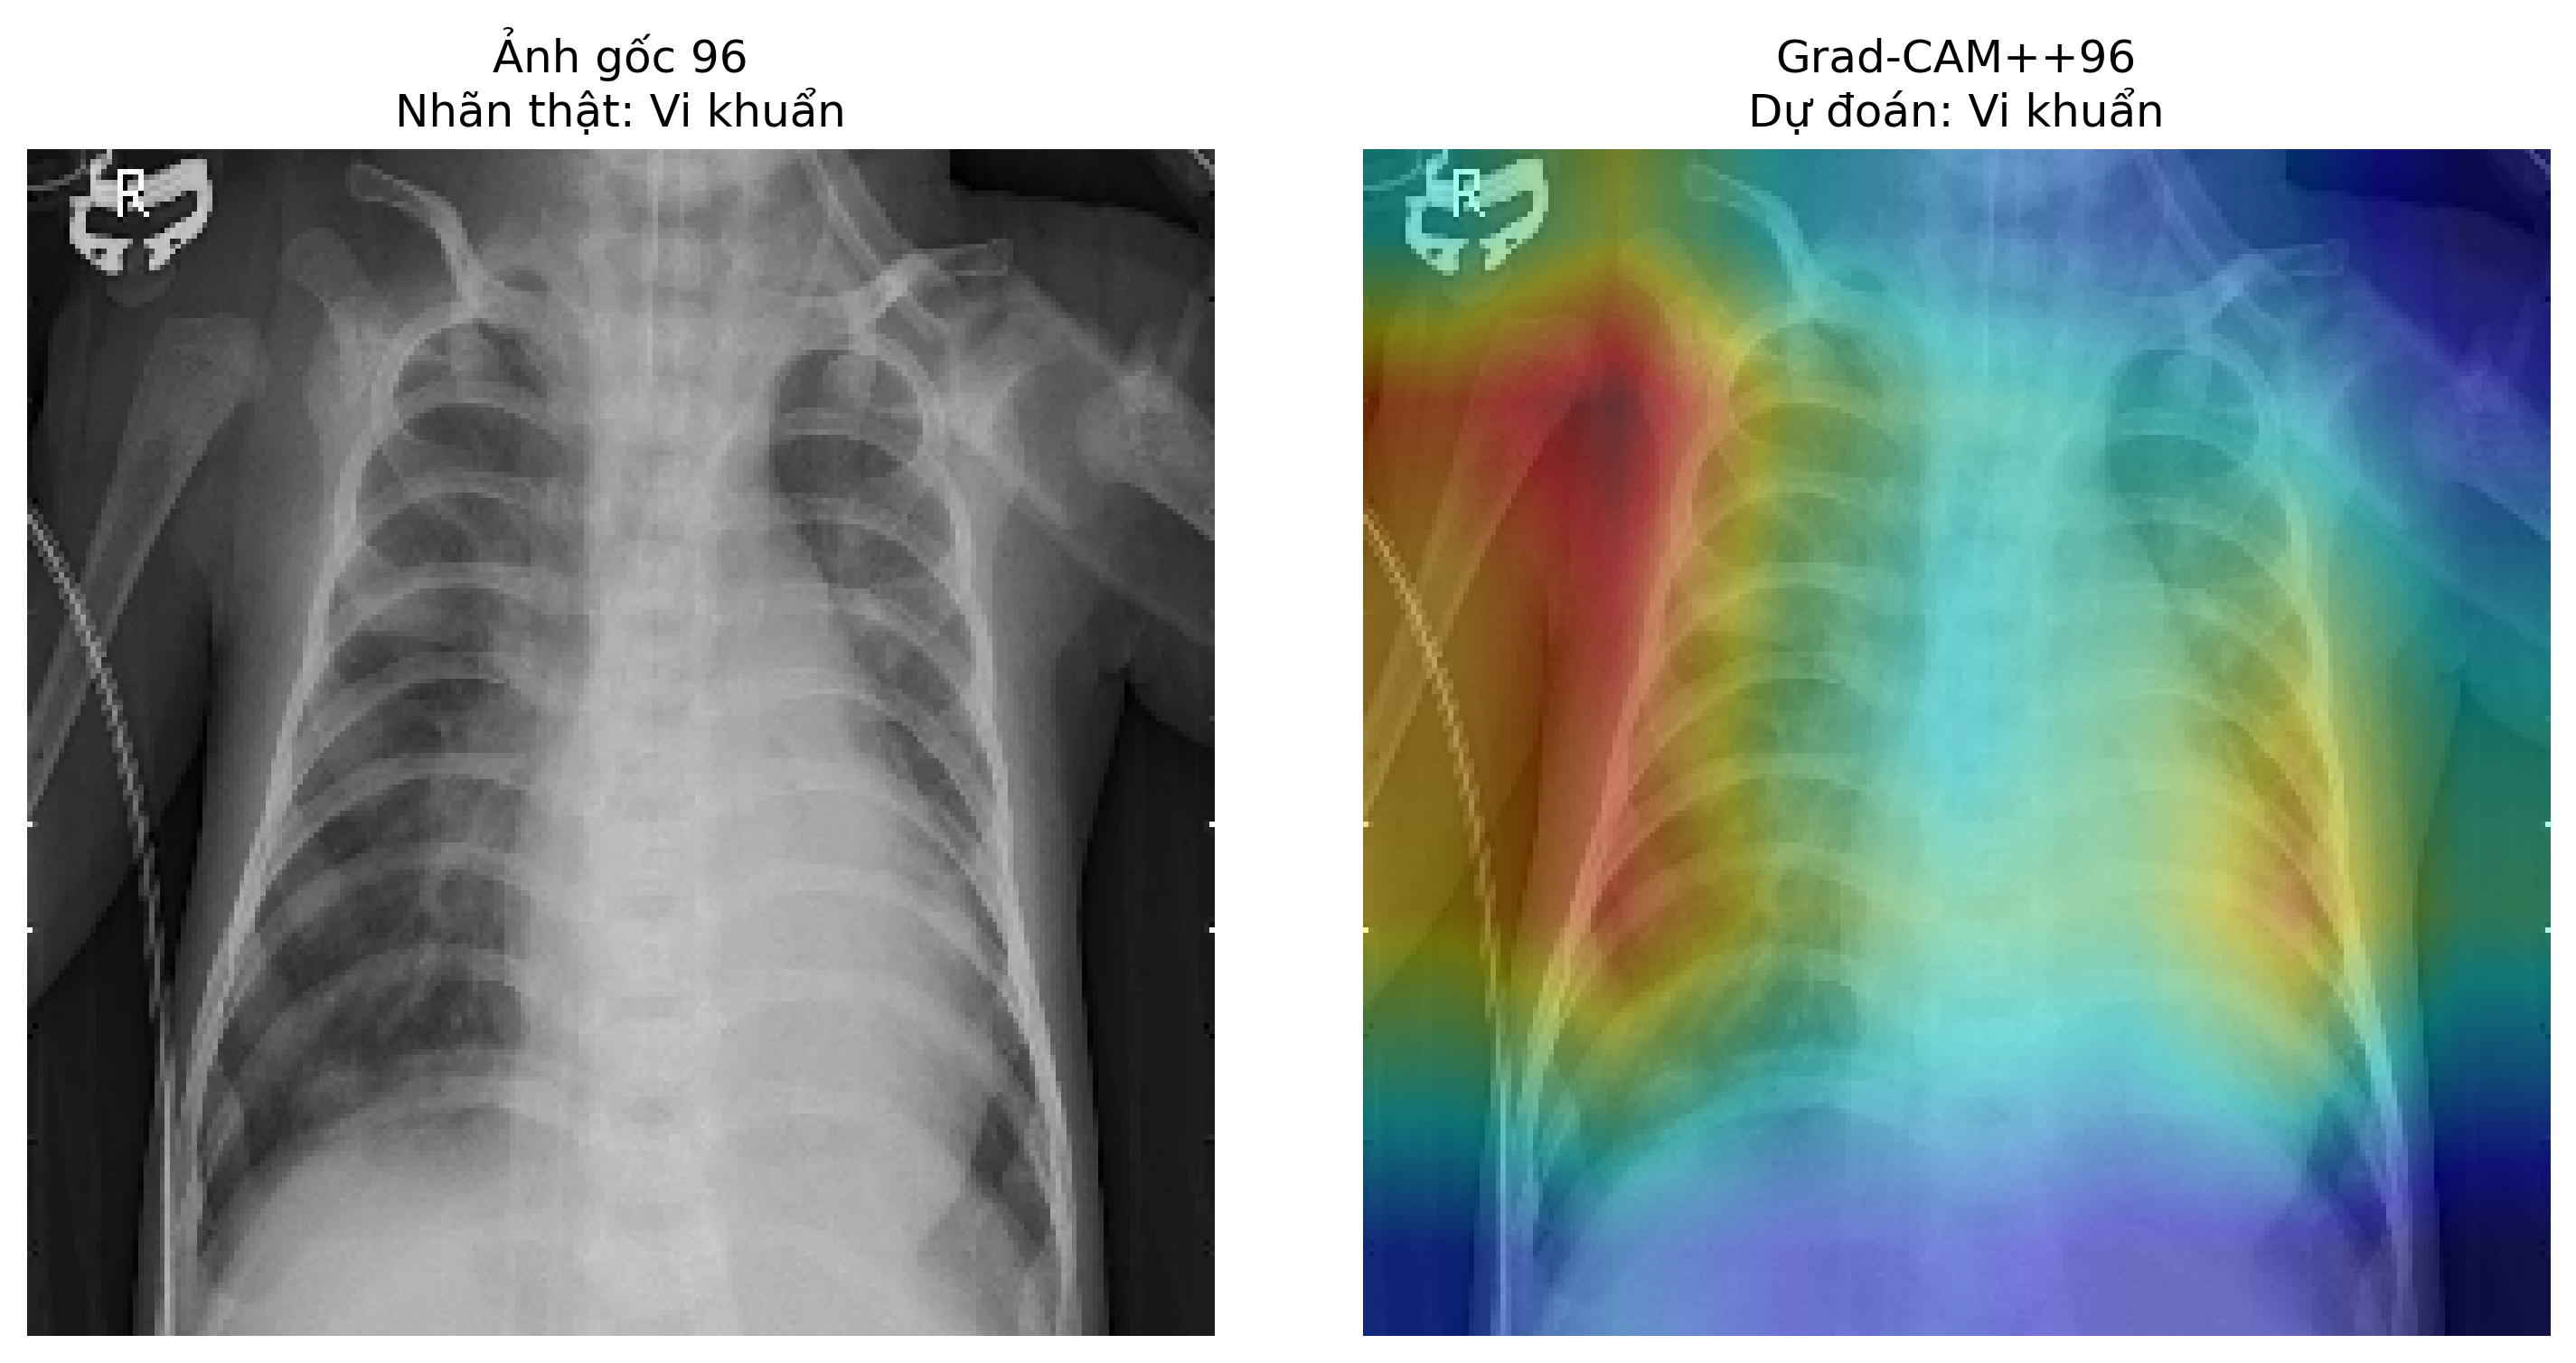 Ảnh gốc 96
Nhãn thật: Vi khuẩn
R
Grad-CAM++96
Dự đoán: Vi khuẩn
R